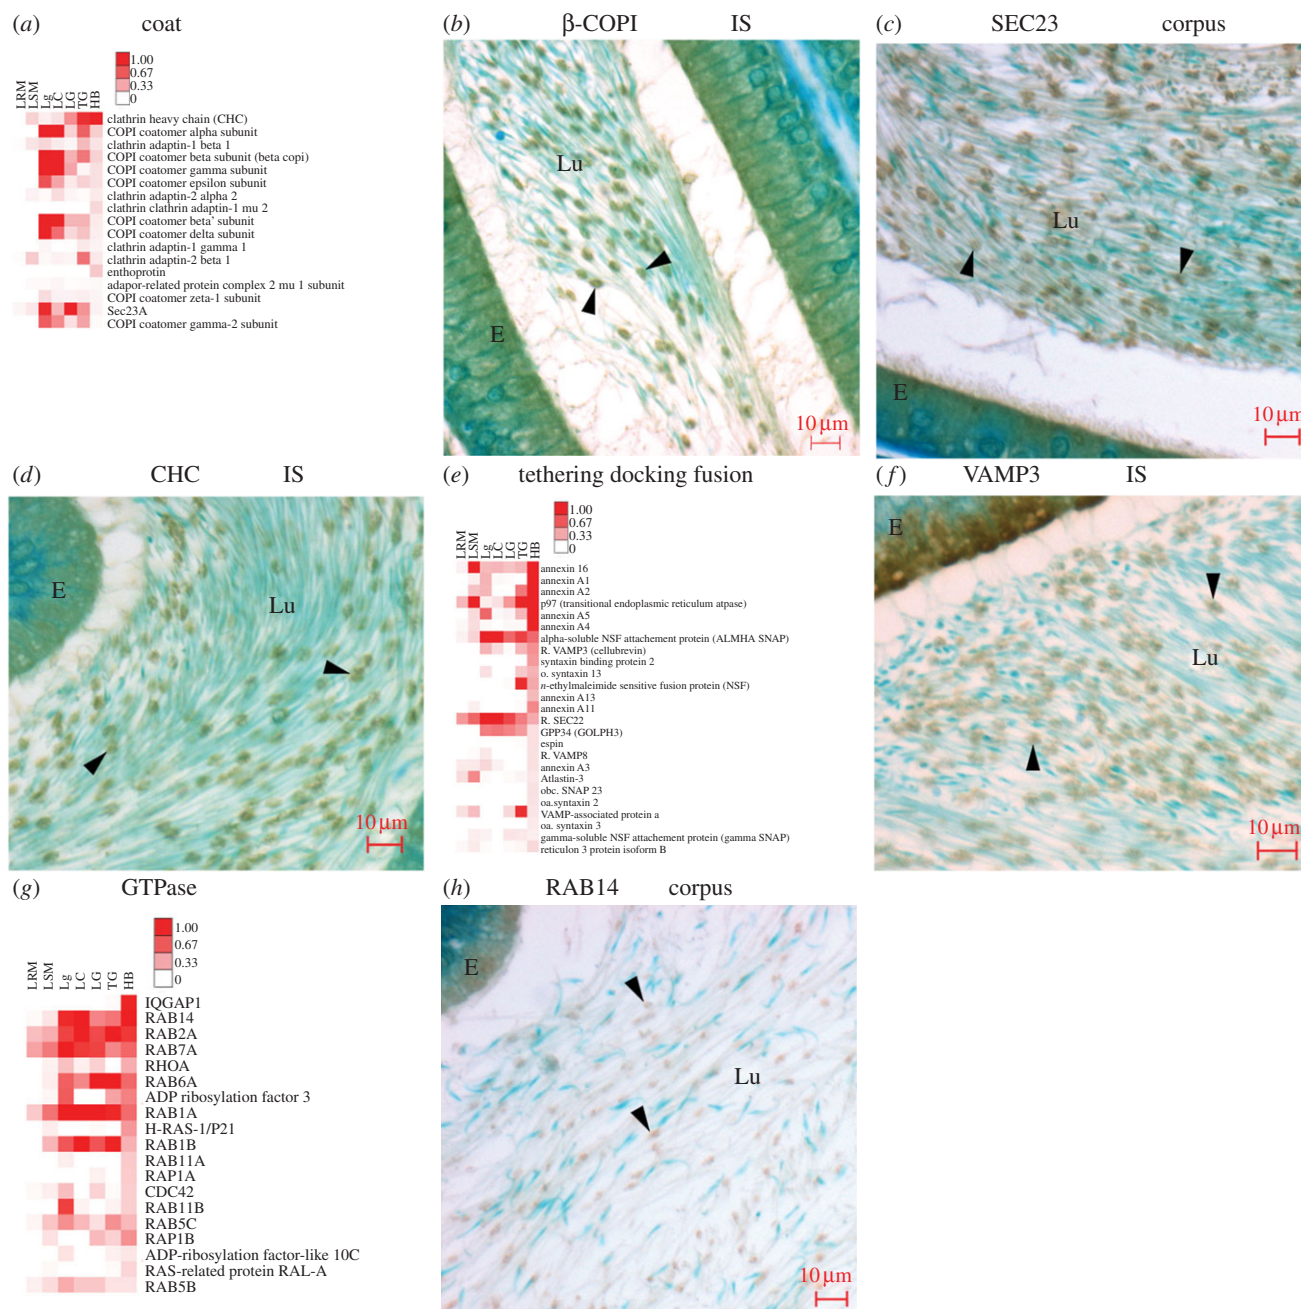 (a) coat
1.00
0.67
0.33
0
LRM
LSM
Lg
LC
LG
TG
HB
clathrin heavy chain (CHC)
COPI coatomer alpha subunit
clathrin adaptin-1 beta 1
COPI coatomer beta subunit (beta copi)
COPI coatomer gamma subunit
COPI coatomer epsilon subunit
clathrin adaptin-2 alpha 2
clathrin clathrin adaptin-1 mu 2
COPI coatomer beta' subunit
COPI coatomer delta subunit
clathrin adaptin-1 gamma 1
clathrin adaptin-2 beta 1
enthoprotin
adapor-related protein complex 2 mu 1 subunit
COPI coatomer zeta-1 subunit
Sec23A
COPI coatomer gamma-2 subunit
(b) β-COPI IS
Lu
E
10 µm
(c) SEC23 corpus
Lu
E
10 µm
(d) CHC IS
E
Lu
10 µm
(e) tethering docking fusion
1.00
0.67
0.33
0
LRM
LSM
Lg
LC
LG
TG
HB
annexin 16
annexin A1
annexin A2
p97 (transitional endoplasmic reticulum atpase)
annexin A5
annexin A4
alpha-soluble NSF attachement protein (ALMHA SNAP)
R. VAMP3 (cellubrevin)
syntaxin binding protein 2
o. syntaxin 13
n-ethylmaleimide sensitive fusion protein (NSF)
annexin A13
annexin A11
R. SEC22
GPP34 (GOLPH3)
espin
R. VAMP8
annexin A3
Atlastin-3
obc. SNAP 23
oa.syntaxin 2
VAMP-associated protein a
oa. syntaxin 3
gamma-soluble NSF attachement protein (gamma SNAP)
reticulon 3 protein isoform B
(f) VAMP3 IS
E
Lu
10 µm
(g) GTPase
1.00
0.67
0.33
0
LRM
LSM
Lg
LC
LG
TG
HB
IQGAP1
RAB14
RAB2A
RAB7A
RHOA
RAB6A
ADP ribosylation factor 3
RAB1A
H-RAS-1/P21
RAB1B
RAB11A
RAP1A
CDC42
RAB11B
RAB5C
RAP1B
ADP-ribosylation factor-like 10C
RAS-related protein RAL-A
RAB5B
(h) RAB14 corpus
E
Lu
10 µm